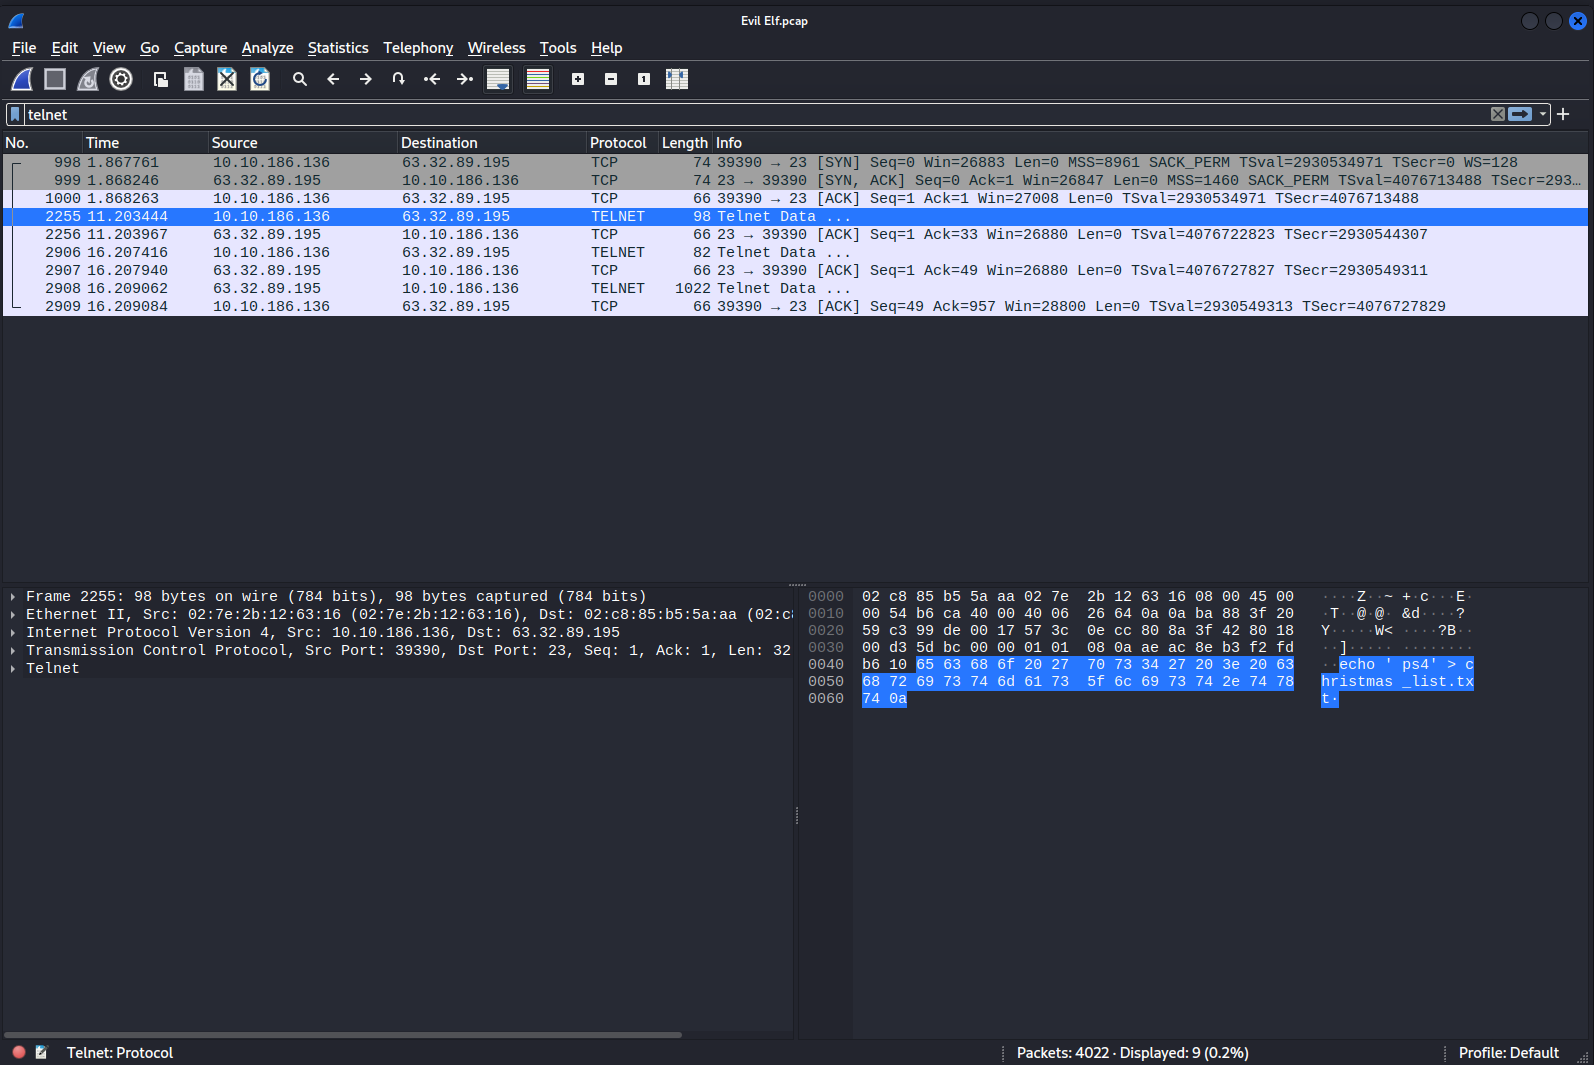 Evil Elf.pcap
File Edit View Go Capture Analyze Statistics Telephony Wireless Tools Help
telnet
No. Time Source Destination Protocol Length Info
998 1.867761 10.10.186.136 63.32.89.195 TCP 74 39390 → 23 [SYN] Seq=0 Win=26883 Len=0 MSS=8961 SACK_PERM TSval=2930534971 TSecr=0 WS=128
999 1.868246 63.32.89.195 10.10.186.136 TCP 74 23 → 39390 [SYN, ACK] Seq=0 Ack=1 Win=26847 Len=0 MSS=1460 SACK_PERM TSval=4076713488 TSecr=293...
1000 1.868263 10.10.186.136 63.32.89.195 TCP 66 39390 → 23 [ACK] Seq=1 Ack=1 Win=27008 Len=0 TSval=2930534971 TSecr=4076713488
2255 11.203444 10.10.186.136 63.32.89.195 TELNET 98 Telnet Data ...
2256 11.203967 63.32.89.195 10.10.186.136 TCP 66 23 → 39390 [ACK] Seq=1 Ack=33 Win=26880 Len=0 TSval=4076722823 TSecr=2930544307
2906 16.207416 10.10.186.136 63.32.89.195 TELNET 82 Telnet Data ...
2907 16.207940 63.32.89.195 10.10.186.136 TCP 66 23 → 39390 [ACK] Seq=1 Ack=49 Win=26880 Len=0 TSval=4076727827 TSecr=2930549311
2908 16.209062 63.32.89.195 10.10.186.136 TELNET 1022 Telnet Data ...
2909 16.209084 10.10.186.136 63.32.89.195 TCP 66 39390 → 23 [ACK] Seq=49 Ack=957 Win=28800 Len=0 TSval=2930549313 TSecr=4076727829
Frame 2255: 98 bytes on wire (784 bits), 98 bytes captured (784 bits)
Ethernet II, Src: 02:7e:2b:12:63:16 (02:7e:2b:12:63:16), Dst: 02:c8:85:b5:5a:aa (02:c8
Internet Protocol Version 4, Src: 10.10.186.136, Dst: 63.32.89.195
Transmission Control Protocol, Src Port: 39390, Dst Port: 23, Seq: 1, Ack: 1, Len: 32
Telnet
0000 02 c8 85 b5 5a aa 02 7e 2b 12 63 16 08 00 45 00 ····Z··~ +·c···E·
0010 00 54 b6 ca 40 00 40 06 26 64 0a 0a ba 88 3f 20 ·T··@·@· &d····?
0020 59 c3 99 de 00 17 57 3c 0e cc 80 8a 3f 42 80 18 Y·····W< ····?B··
0030 00 d3 5d bc 00 00 01 01 08 0a ae ac 8e b3 f2 fd ··]····· ········
0040 b6 10 65 63 68 6f 20 27 70 73 34 27 20 3e 20 63 ··echo ' ps4' > c
0050 68 72 69 73 74 6d 61 73 5f 6c 69 73 74 2e 74 78 hristmas _list.tx
0060 74 0a t·
Telnet: Protocol Packets: 4022 · Displayed: 9 (0.2%) Profile: Default